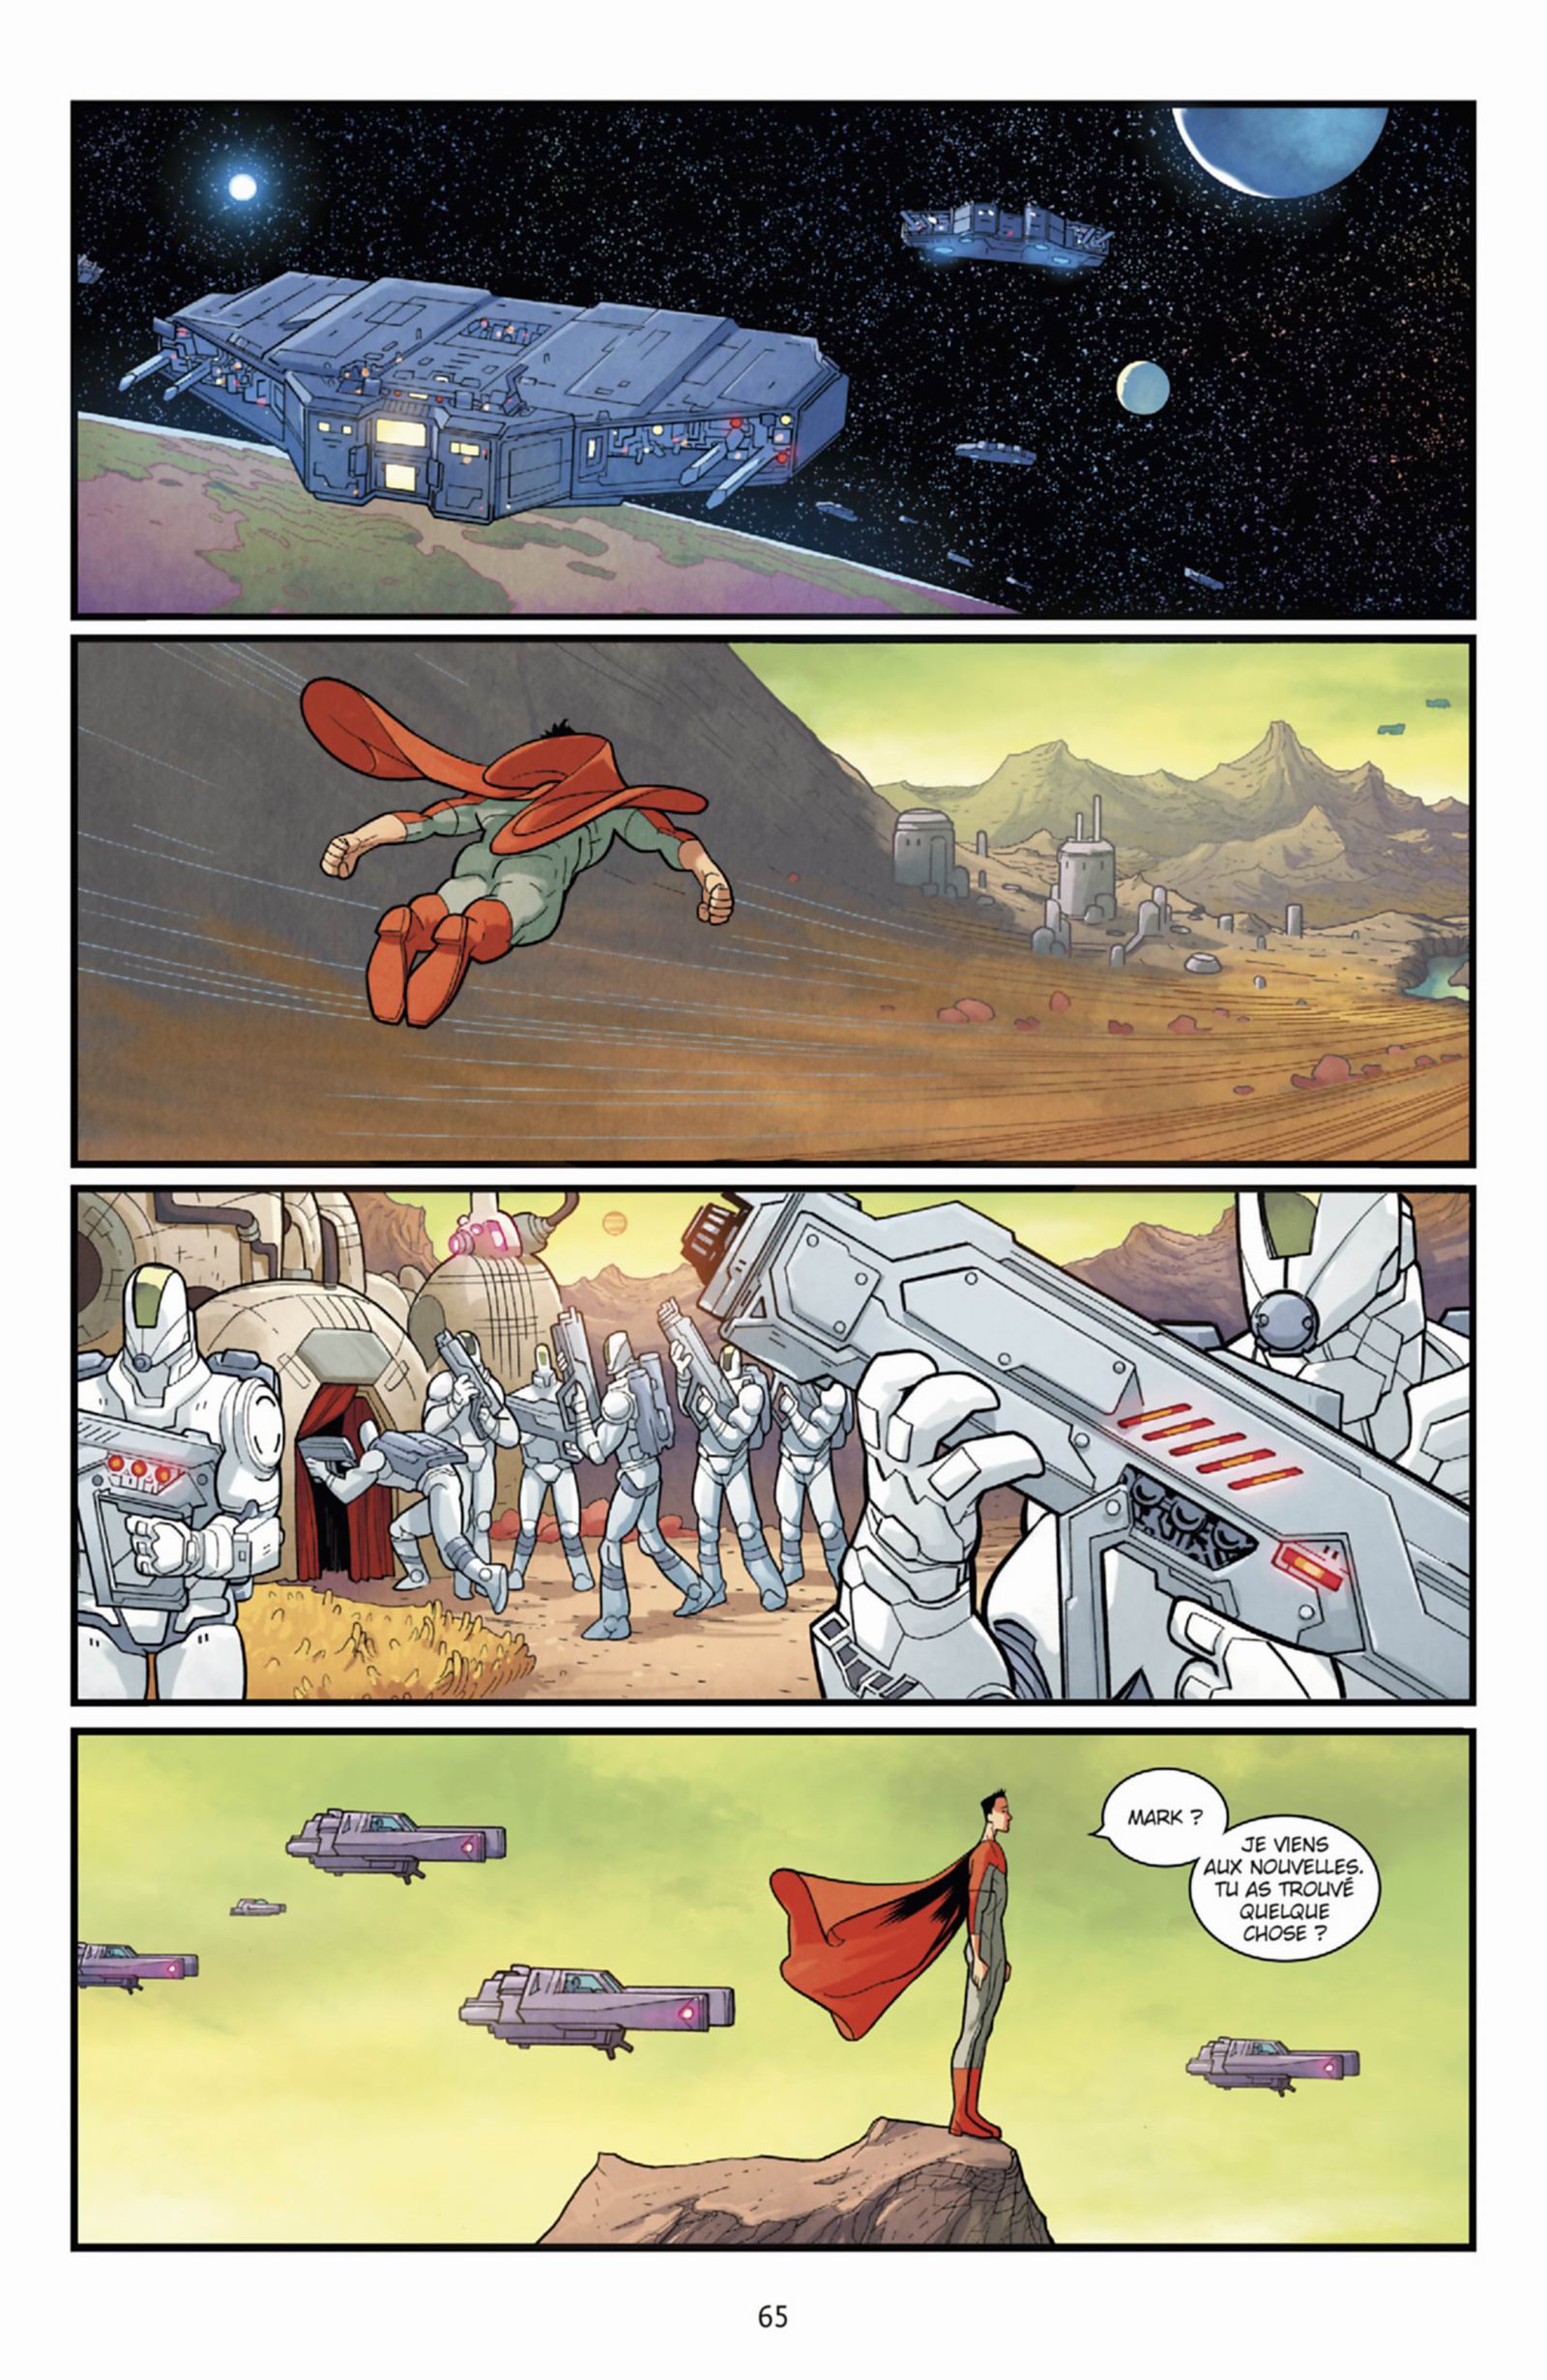 MARK ?
JE VIENS
AUX NOUVELLES.
TU AS TROUVÉ
QUELQUE
CHOSE ?
65